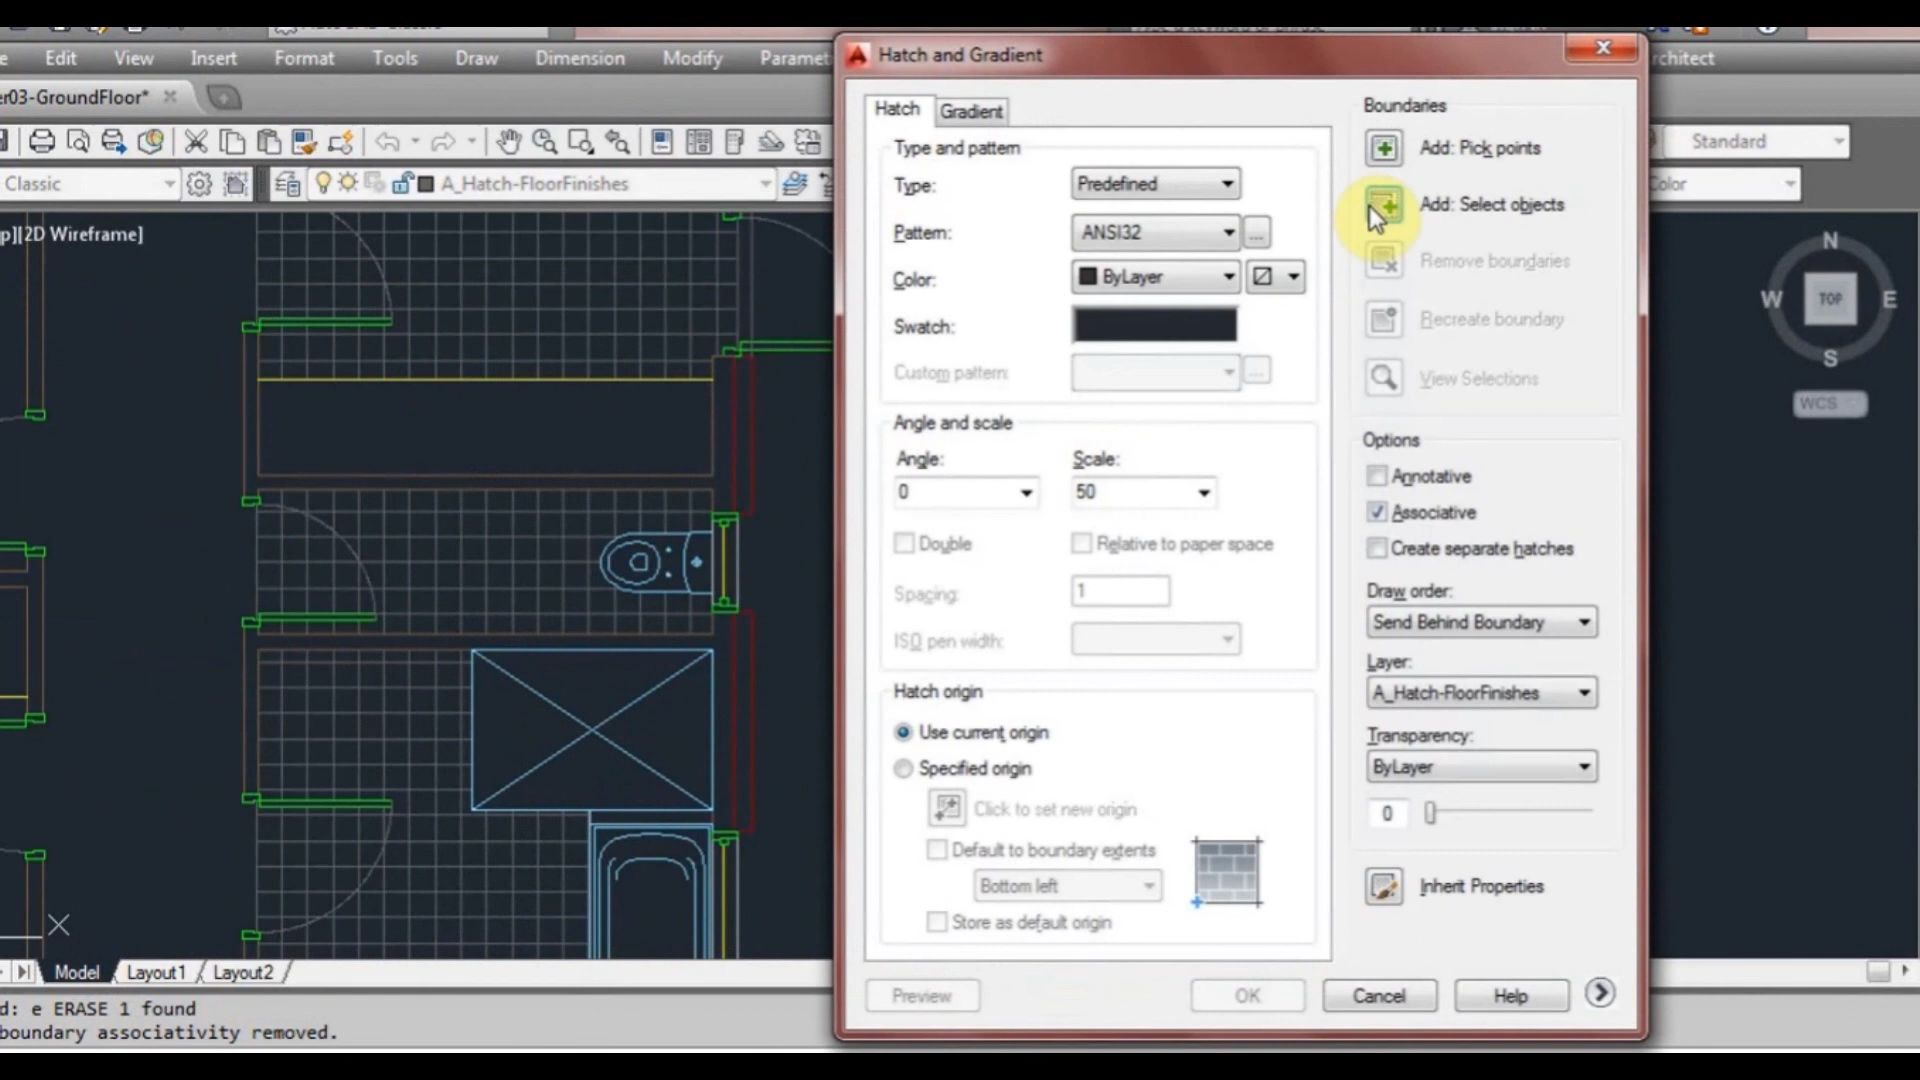 Hatch and Gradient
e Edit View Insert Format Tools Draw Dimension Modify Paramet rchitect
er03-GroundFloor*
Standard
Classic A_Hatch-FloorFinishes Color
p][2D Wireframe]
Hatch Gradient
Type and pattern
Type: Predefined
Pattern: ANSI32 ...
Color: ByLayer
Swatch:
Custom pattern: ...
Angle and scale
Angle: Scale:
0 50
Double Relative to paper space
Spacing: 1
ISO pen width:
Hatch origin
Use current origin
Specified origin
Click to set new origin
Default to boundary extents
Bottom left
Store as default origin
Boundaries
Add: Pick points
Add: Select objects
Remove boundaries
Recreate boundary
View Selections
Options
Annotative
Associative
Create separate hatches
Draw order:
Send Behind Boundary
Layer:
A_Hatch-FloorFinishes
Transparency:
ByLayer
0
Inherit Properties
Preview OK Cancel Help
N
W TOP E
S
WCS
Model Layout1 Layout2
d: e ERASE 1 found
boundary associativity removed.